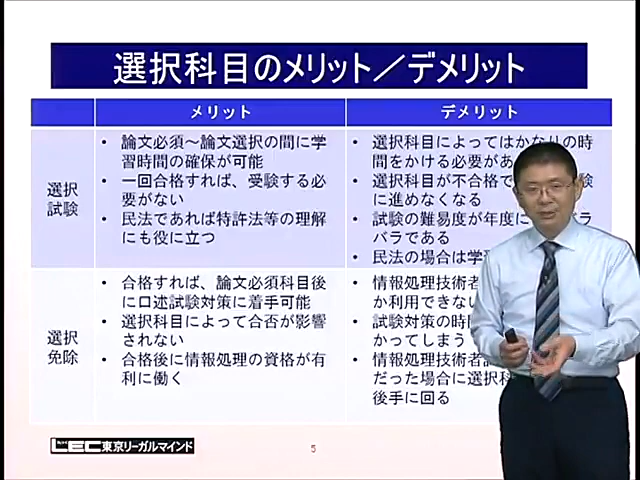 選択科目のメリット／デメリット
メリット
デメリット
選択
試験
• 論文必須～論文選択の間に学
習時間の確保が可能
• 一回合格すれば、受験する必
要がない
• 民法であれば特許法等の理解
にも役に立つ
• 選択科目によってはかなりの時
間をかける必要があ
• 選択科目が不合格で
に進めなくなる
• 試験の難易度が年度に
バラ
バラである
• 民法の場合は学
選択
免除
• 合格すれば、論文必須科目後
に口述試験対策に着手可能
• 選択科目によって合否が影響
されない
• 合格後に情報処理の資格が有
利に働く
• 情報処理技術者
か利用できない
• 試験対策の時
かってしまう
• 情報処理技術者
だった場合に選択科
後手に回る
LEC東京リーガルマインド
5